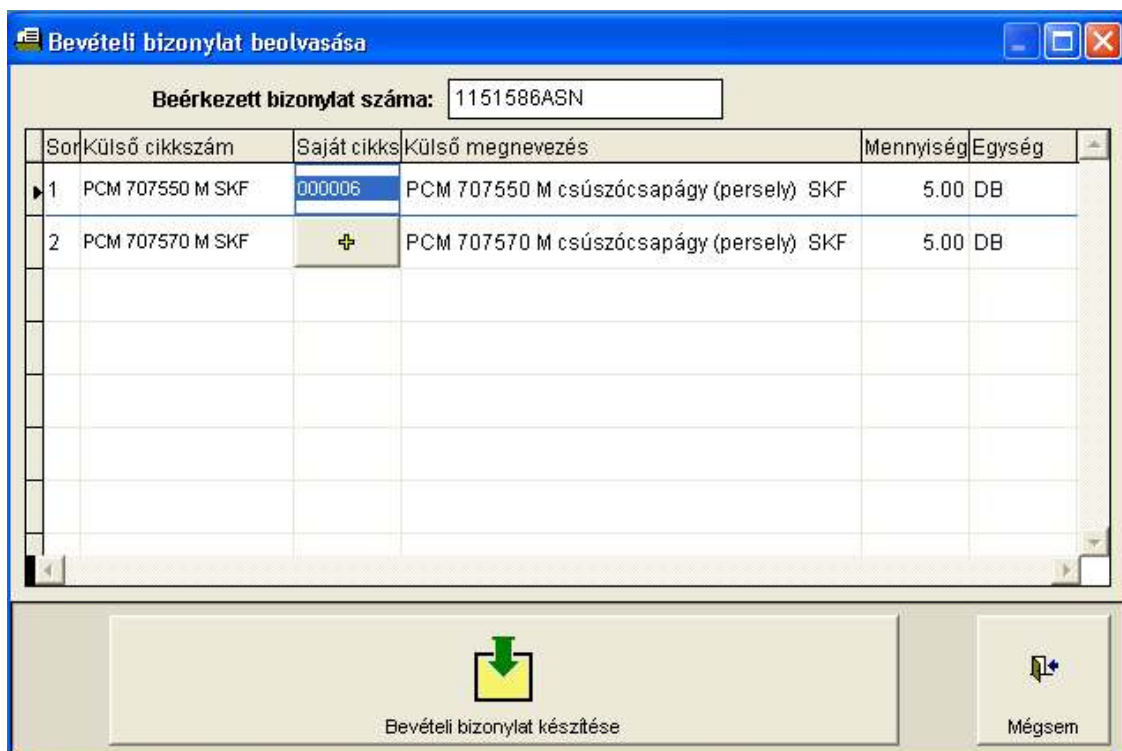 Bevételi bizonylat beolvasása
Beérkezett bizonylat száma: 1151586ASN
Sor Külső cikkszám Saját cikks Külső megnevezés Mennyiség Egység
1 PCM 707550 M SKF 000006 PCM 707550 M csúszócsapágy (persely) SKF 5.00 DB
2 PCM 707570 M SKF PCM 707570 M csúszócsapágy (persely) SKF 5.00 DB
Bevételi bizonylat készítése
Mégsem